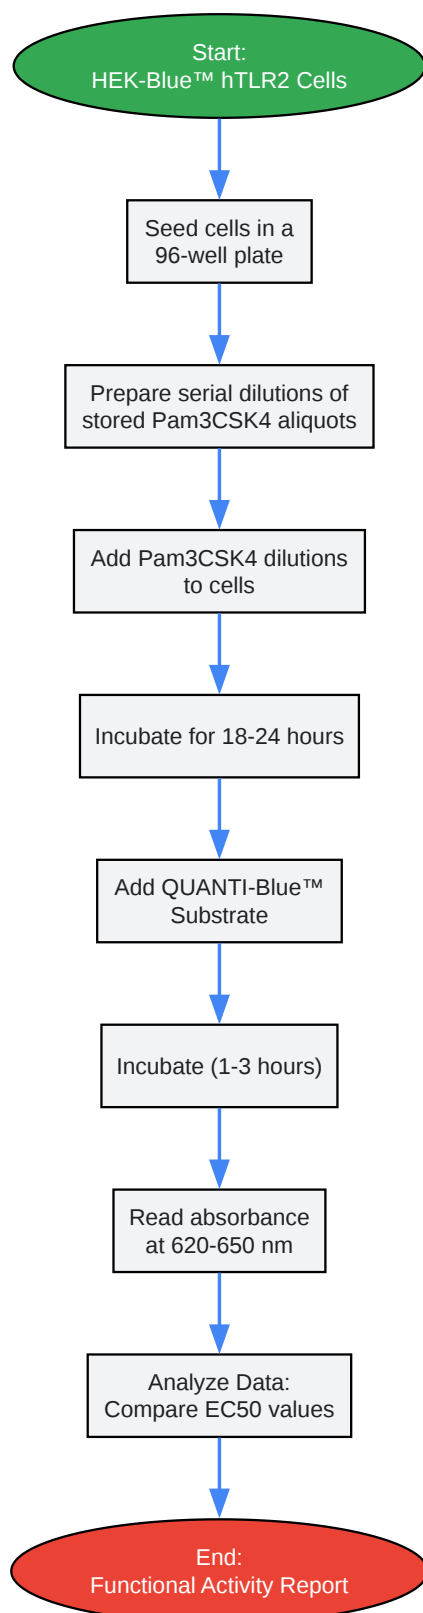 Start:
HEK-Blue™ hTLR2 Cells
Seed cells in a
96-well plate
Prepare serial dilutions of
stored Pam3CSK4 aliquots
Add Pam3CSK4 dilutions
to cells
Incubate for 18-24 hours
Add QUANTI-Blue™
Substrate
Incubate (1-3 hours)
Read absorbance
at 620-650 nm
Analyze Data:
Compare EC50 values
End:
Functional Activity Report